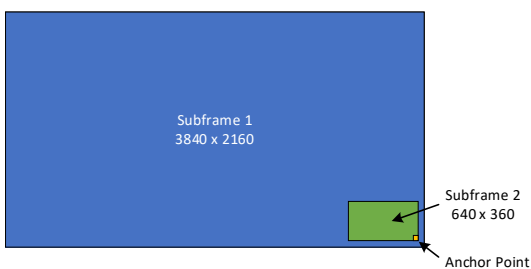 Subframe 1
3840 x 2160
Subframe 2
640 x 360
Anchor Point